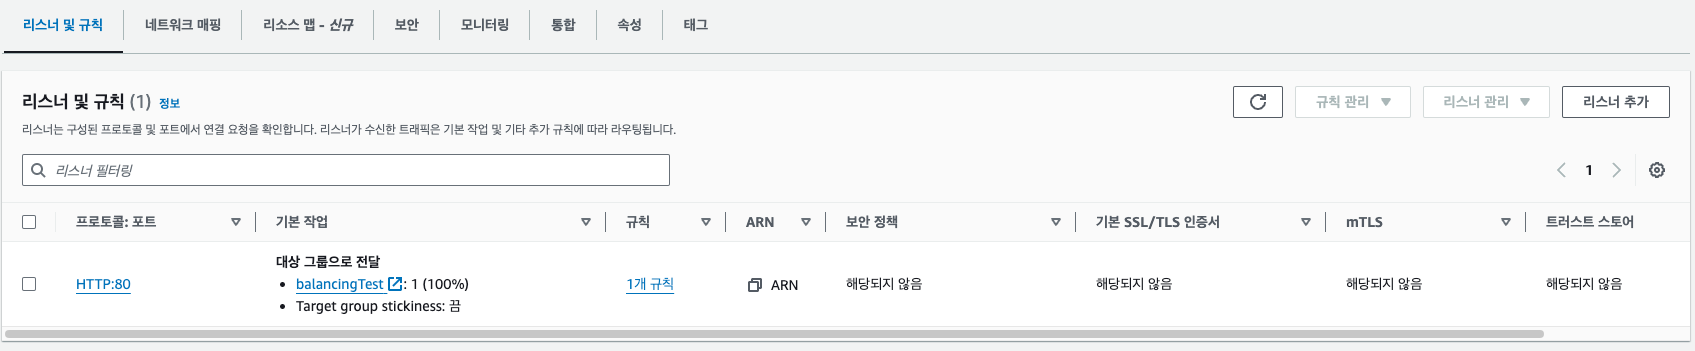 리스너 및 규칙 네트워크 매핑 리소스 맵 - 신규 보안 모니터링 통합 속성 태그
리스너 및 규칙 (1) 정보
규칙 관리 리스너 관리 리스너 추가
리스너는 구성된 프로토콜 및 포트에서 연결 요청을 확인합니다. 리스너가 수신한 트래픽은 기본 작업 및 기타 추가 규칙에 따라 라우팅됩니다.
리스너 필터링
1
프로토콜: 포트 기본 작업 규칙 ARN 보안 정책 기본 SSL/TLS 인증서 mTLS 트러스트 스토어
대상 그룹으로 전달
HTTP:80 • balancingTest : 1 (100%) 1개 규칙 ARN 해당되지 않음 해당되지 않음 해당되지 않음 해당되지 않음
• Target group stickiness: 끔